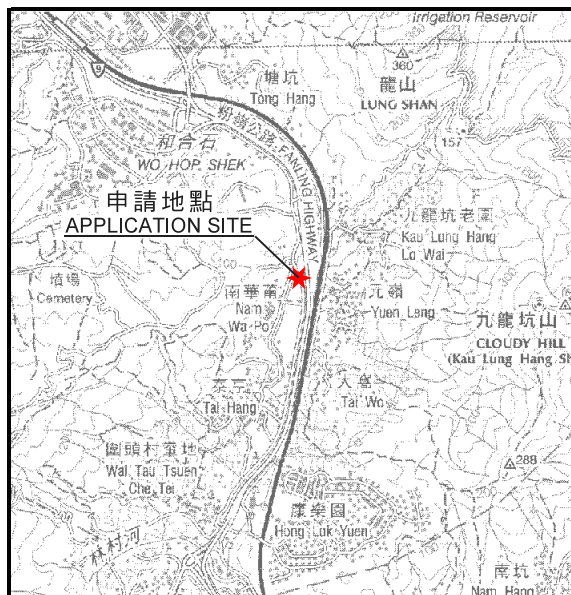 Irrigation Reservoir
360
9
塘坑
Tong Hang
龍山
LUNG SHAN
粉嶺公路 FANLING HIGHWAY
和合石
WO HOP SHEK
157
申請地點
APPLICATION SITE
九龍坑老圍
Kau Lung Hang
Lo Wai
100
墳場
Cemetery
南華莆
Nam
Wa Po
元嶺
Yuen Leng
九龍坑山
CLOUDY HILL
(Kau Lung Hang Sh
泰亨
Tai Hang
大窩
Tai Wo
圍頭村
Wai Tau Tsuen
Che Tei
288
康樂園
Hong Lok Yuen
林村河
南坑
Nam Hang